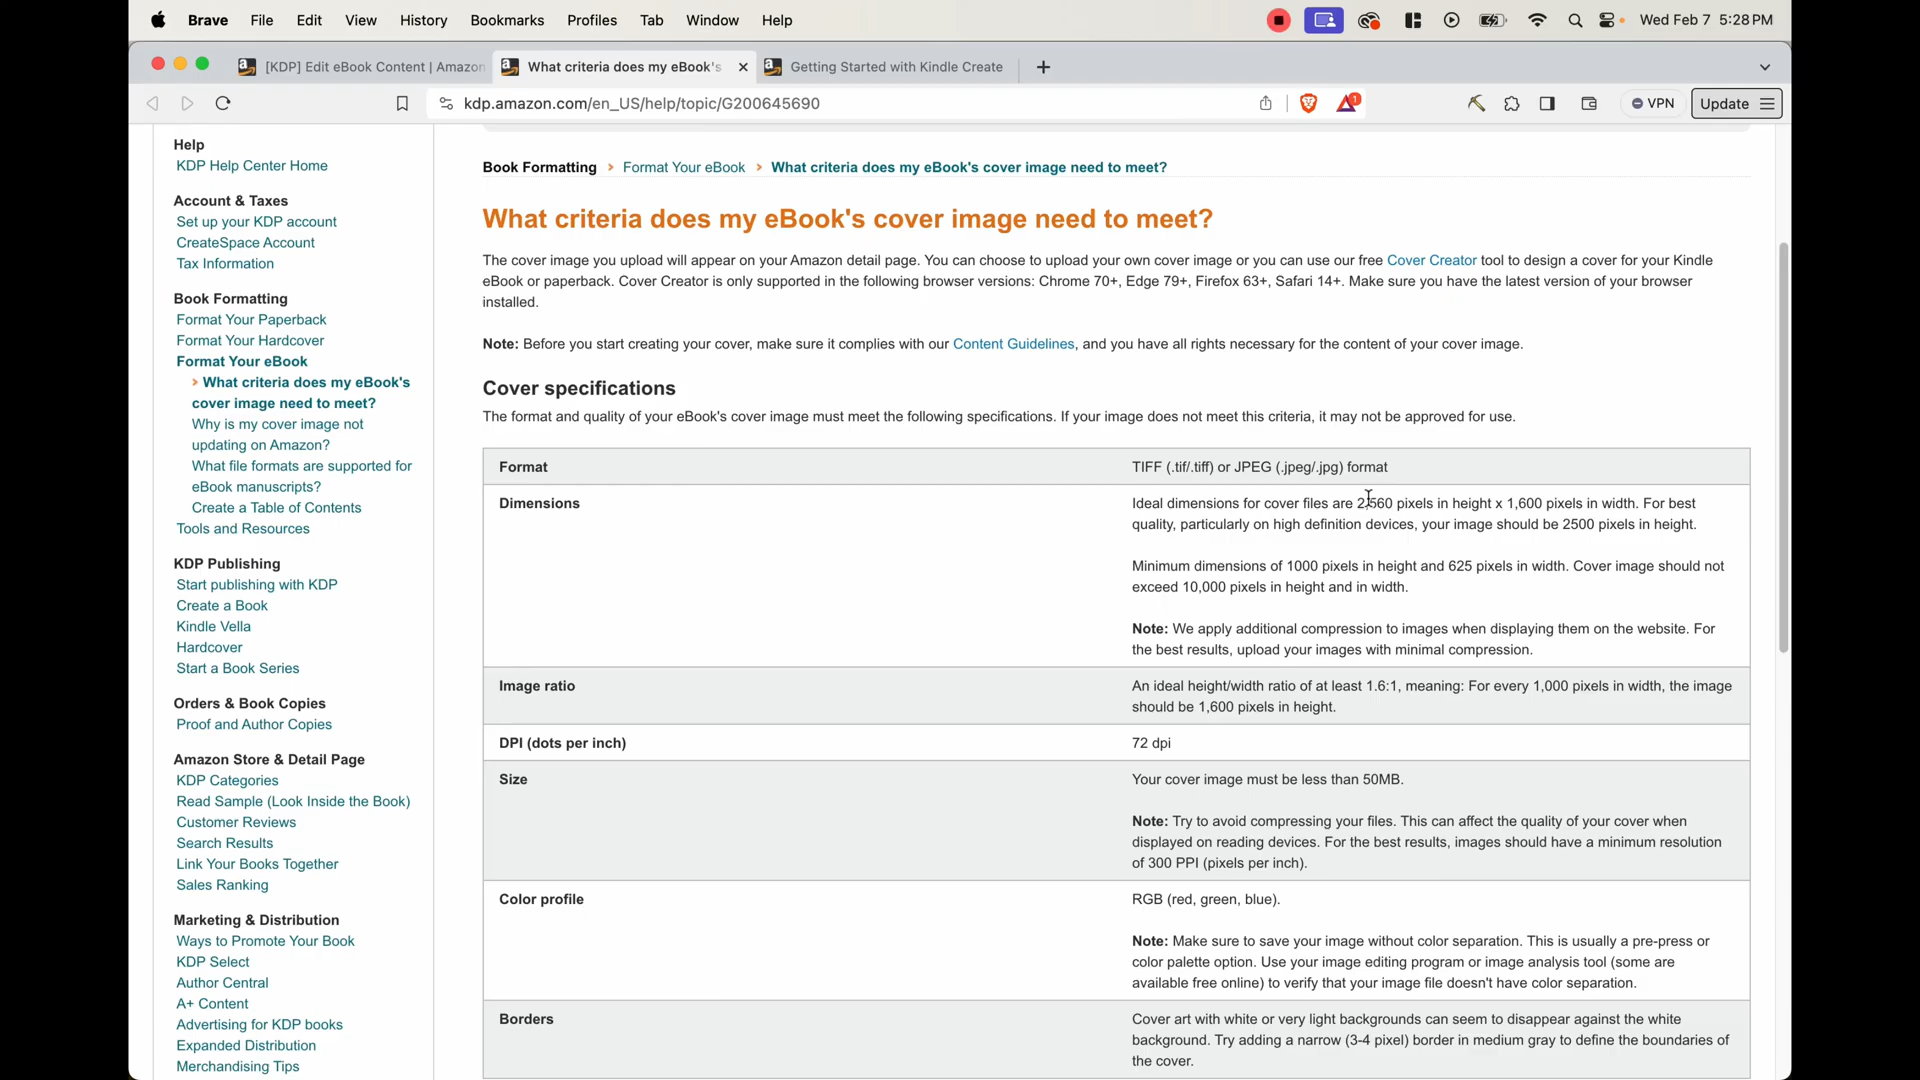 Brave File Edit View History Bookmarks Profiles Tab Window Help Wed Feb 7 5:28 PM
[KDP] Edit eBook Content | Amazon
What criteria does my eBook's
Getting Started with Kindle Create
kdp.amazon.com/en_US/help/topic/G200645690
1
VPN
Update
Help
KDP Help Center Home
Account & Taxes
Set up your KDP account
CreateSpace Account
Tax Information
Book Formatting
Format Your Paperback
Format Your Hardcover
Format Your eBook
› What criteria does my eBook's
cover image need to meet?
Why is my cover image not
updating on Amazon?
What file formats are supported for
eBook manuscripts?
Create a Table of Contents
Tools and Resources
KDP Publishing
Start publishing with KDP
Create a Book
Kindle Vella
Hardcover
Start a Book Series
Orders & Book Copies
Proof and Author Copies
Amazon Store & Detail Page
KDP Categories
Read Sample (Look Inside the Book)
Customer Reviews
Search Results
Link Your Books Together
Sales Ranking
Marketing & Distribution
Ways to Promote Your Book
KDP Select
Author Central
A+ Content
Advertising for KDP books
Expanded Distribution
Merchandising Tips
Book Formatting › Format Your eBook › What criteria does my eBook's cover image need to meet?
What criteria does my eBook's cover image need to meet?
The cover image you upload will appear on your Amazon detail page. You can choose to upload your own cover image or you can use our free Cover Creator tool to design a cover for your Kindle
eBook or paperback. Cover Creator is only supported in the following browser versions: Chrome 70+, Edge 79+, Firefox 63+, Safari 14+. Make sure you have the latest version of your browser
installed.
Note: Before you start creating your cover, make sure it complies with our Content Guidelines, and you have all rights necessary for the content of your cover image.
Cover specifications
The format and quality of your eBook's cover image must meet the following specifications. If your image does not meet this criteria, it may not be approved for use.
Format
TIFF (.tif/.tiff) or JPEG (.jpeg/.jpg) format
Dimensions
Ideal dimensions for cover files are 2,560 pixels in height x 1,600 pixels in width. For best
quality, particularly on high definition devices, your image should be 2500 pixels in height.
Minimum dimensions of 1000 pixels in height and 625 pixels in width. Cover image should not
exceed 10,000 pixels in height and in width.
Note: We apply additional compression to images when displaying them on the website. For
the best results, upload your images with minimal compression.
Image ratio
An ideal height/width ratio of at least 1.6:1, meaning: For every 1,000 pixels in width, the image
should be 1,600 pixels in height.
DPI (dots per inch)
72 dpi
Size
Your cover image must be less than 50MB.
Note: Try to avoid compressing your files. This can affect the quality of your cover when
displayed on reading devices. For the best results, images should have a minimum resolution
of 300 PPI (pixels per inch).
Color profile
RGB (red, green, blue).
Note: Make sure to save your image without color separation. This is usually a pre-press or
color palette option. Use your image editing program or image analysis tool (some are
available free online) to verify that your image file doesn't have color separation.
Borders
Cover art with white or very light backgrounds can seem to disappear against the white
background. Try adding a narrow (3-4 pixel) border in medium gray to define the boundaries of
the cover.